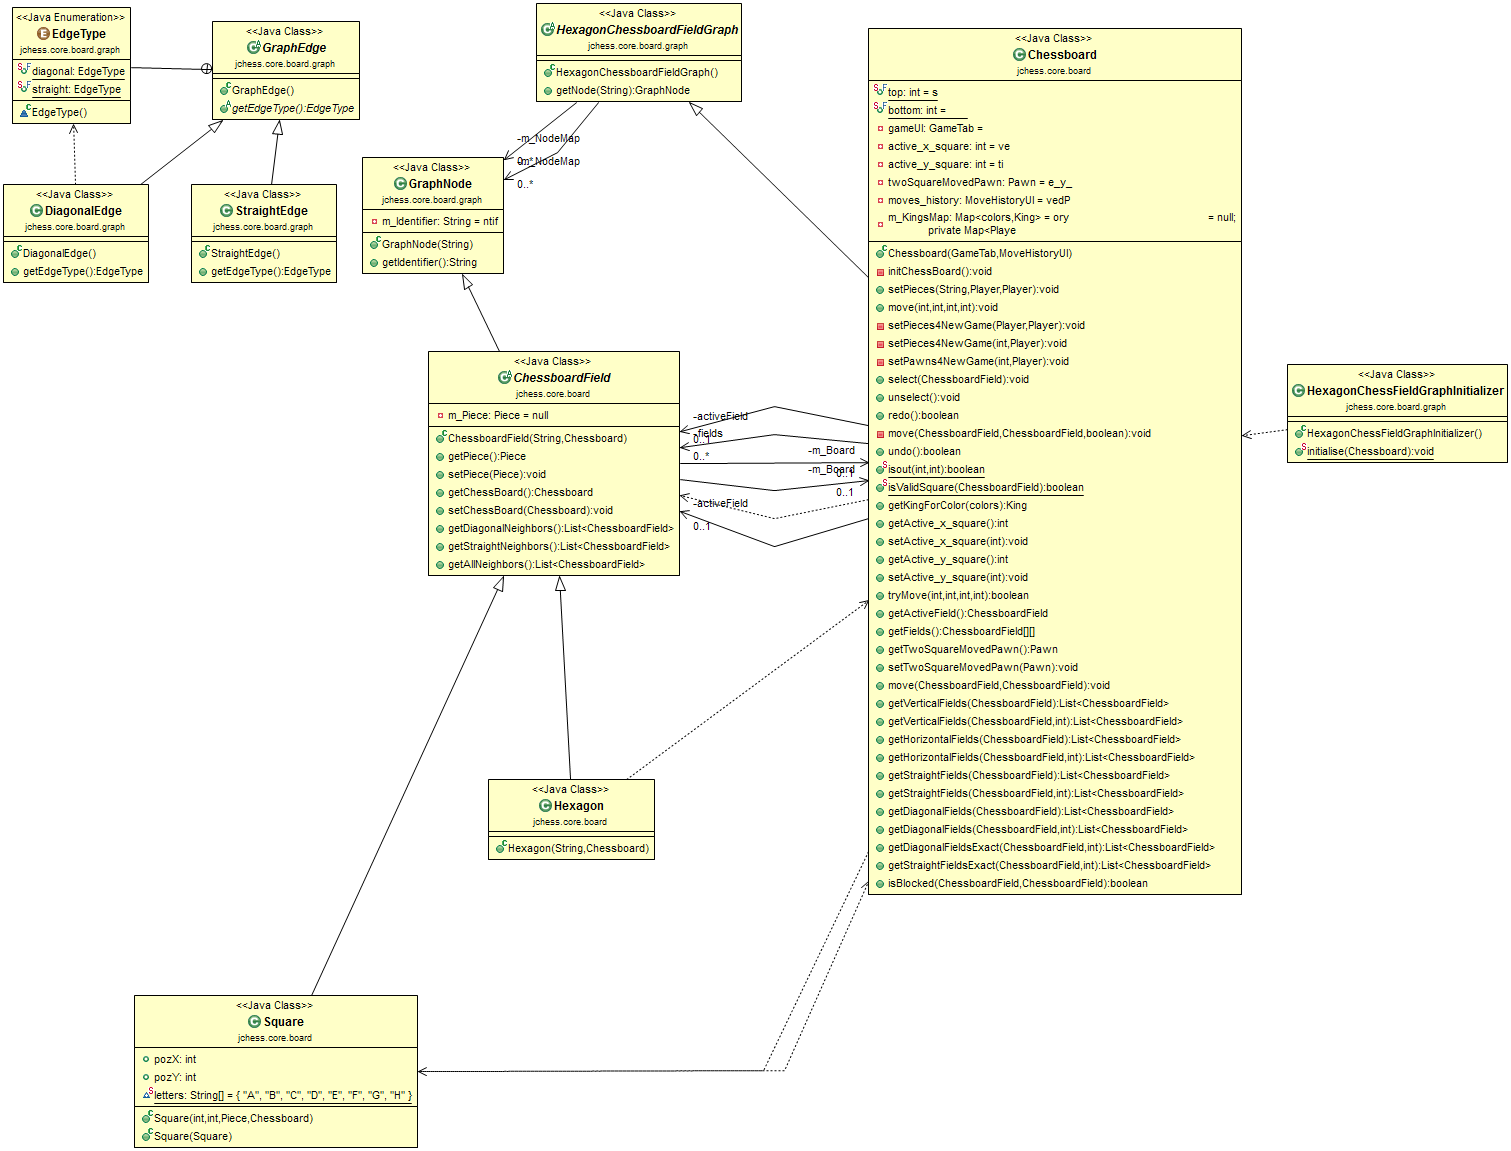 <<Java Enumeration>>
EdgeType
jchess.core.board.graph
diagonal: EdgeType
straight: EdgeType
EdgeType()
<<Java Class>>
GraphEdge
jchess.core.board.graph
GraphEdge()
getEdgeType():EdgeType
<<Java Class>>
HexagonChessboardFieldGraph
jchess.core.board.graph
HexagonChessboardFieldGraph()
getNode(String):GraphNode
-m_NodeMap
0..*
-m_NodeMap
0..*
<<Java Class>>
DiagonalEdge
jchess.core.board.graph
DiagonalEdge()
getEdgeType():EdgeType
<<Java Class>>
StraightEdge
jchess.core.board.graph
StraightEdge()
getEdgeType():EdgeType
<<Java Class>>
GraphNode
jchess.core.board.graph
m_Identifier: String = ntif
GraphNode(String)
getIdentifier():String
<<Java Class>>
ChessboardField
jchess.core.board
m_Piece: Piece = null
ChessboardField(String,Chessboard)
getPiece():Piece
setPiece(Piece):void
getChessBoard():Chessboard
setChessBoard(Chessboard):void
getDiagonalNeighbors():List<ChessboardField>
getStraightNeighbors():List<ChessboardField>
getAllNeighbors():List<ChessboardField>
-activeField
0..1
-fields
0..*
-m_Board
0..1
-m_Board
0..1
-activeField
0..1
<<Java Class>>
Chessboard
jchess.core.board
top: int = s
bottom: int =
gameUI: GameTab =
active_x_square: int = ve
active_y_square: int = ti
twoSquareMovedPawn: Pawn = e_y_
moves_history: MoveHistoryUI = vedP
m_KingsMap: Map<colors,King> = ory = null;
private Map<Playe
Chessboard(GameTab,MoveHistoryUI)
initChessBoard():void
setPieces(String,Player,Player):void
move(int,int,int,int):void
setPieces4NewGame(Player,Player):void
setPieces4NewGame(int,Player):void
setPawns4NewGame(int,Player):void
select(ChessboardField):void
unselect():void
redo():boolean
move(ChessboardField,ChessboardField,boolean):void
undo():boolean
isout(int,int):boolean
isValidSquare(ChessboardField):boolean
getKingForColor(colors):King
getActive_x_square():int
setActive_x_square(int):void
getActive_y_square():int
setActive_y_square(int):void
tryMove(int,int,int,int):boolean
getActiveField():ChessboardField
getFields():ChessboardField[][]
getTwoSquareMovedPawn():Pawn
setTwoSquareMovedPawn(Pawn):void
move(ChessboardField,ChessboardField):void
getVerticalFields(ChessboardField):List<ChessboardField>
getVerticalFields(ChessboardField,int):List<ChessboardField>
getHorizontalFields(ChessboardField):List<ChessboardField>
getHorizontalFields(ChessboardField,int):List<ChessboardField>
getStraightFields(ChessboardField):List<ChessboardField>
getStraightFields(ChessboardField,int):List<ChessboardField>
getDiagonalFields(ChessboardField):List<ChessboardField>
getDiagonalFields(ChessboardField,int):List<ChessboardField>
getDiagonalFieldsExact(ChessboardField,int):List<ChessboardField>
getStraightFieldsExact(ChessboardField,int):List<ChessboardField>
isBlocked(ChessboardField,ChessboardField):boolean
<<Java Class>>
HexagonChessFieldGraphInitializer
jchess.core.board.graph
HexagonChessFieldGraphInitializer()
initialise(Chessboard):void
<<Java Class>>
Hexagon
jchess.core.board
Hexagon(String,Chessboard)
<<Java Class>>
Square
jchess.core.board
pozX: int
pozY: int
letters: String[] = { "A", "B", "C", "D", "E", "F", "G", "H" }
Square(int,int,Piece,Chessboard)
Square(Square)